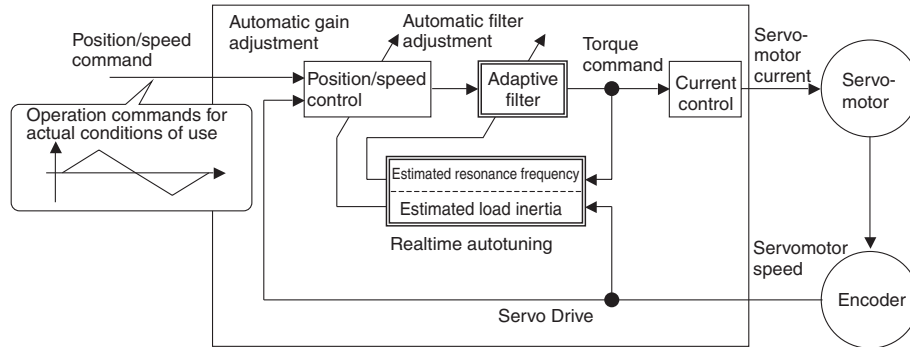 Automatic gain
adjustment
Automatic filter
adjustment
Position/speed
command
Torque
command
Servo-
motor
current
Position/speed
control
Adaptive
filter
Current
control
Servo-
motor
Operation commands for
actual conditions of use
Estimated resonance frequency
Estimated load inertia
Realtime autotuning
Servomotor
speed
Encoder
Servo Drive